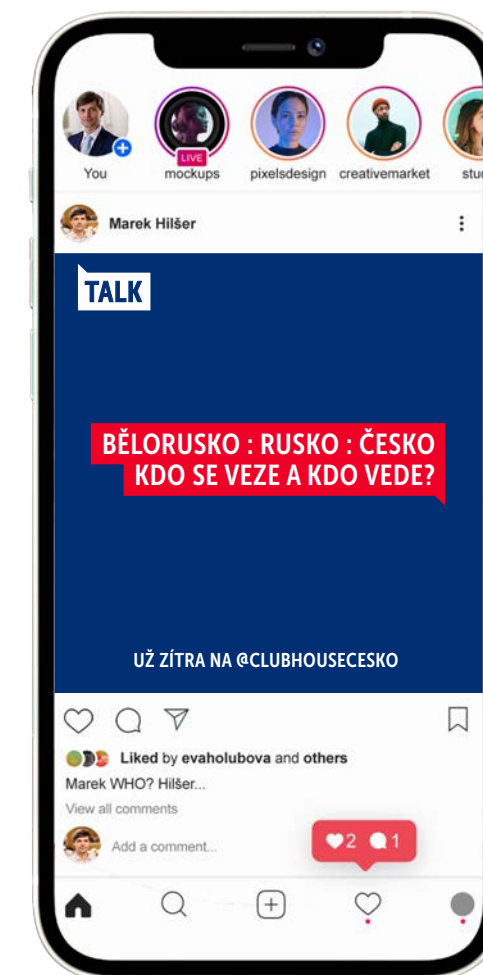 You
LIVE
mockups
pixelsdesign
creativemarket
Marek Hilšer
TALK
BĚLORUSKO : RUSKO : ČESKO
KDO SE VEZE A KDO VEDE?
UŽ ZÍTRA NA @CLUBHOUSECESKO
Liked by evaholubova and others
Marek WHO? Hilšer...
View all comments
Add a comment...
2 1